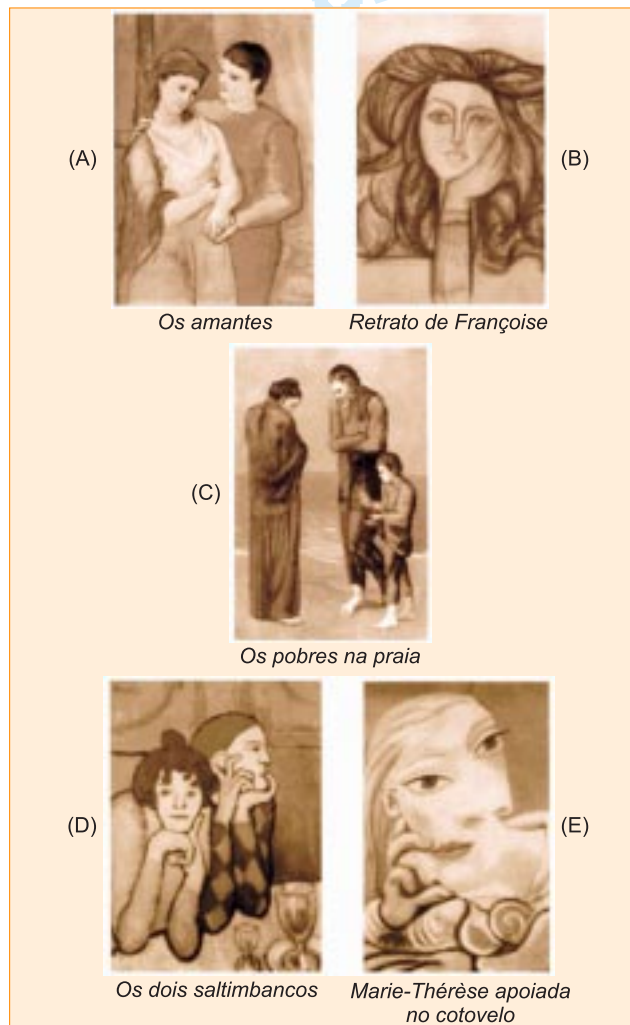 (A)
(B)
Os amantes
Retrato de Françoise
(C)
Os pobres na praia
(D)
(E)
Os dois saltimbancos
Marie-Thérèse apoiada
no cotovelo